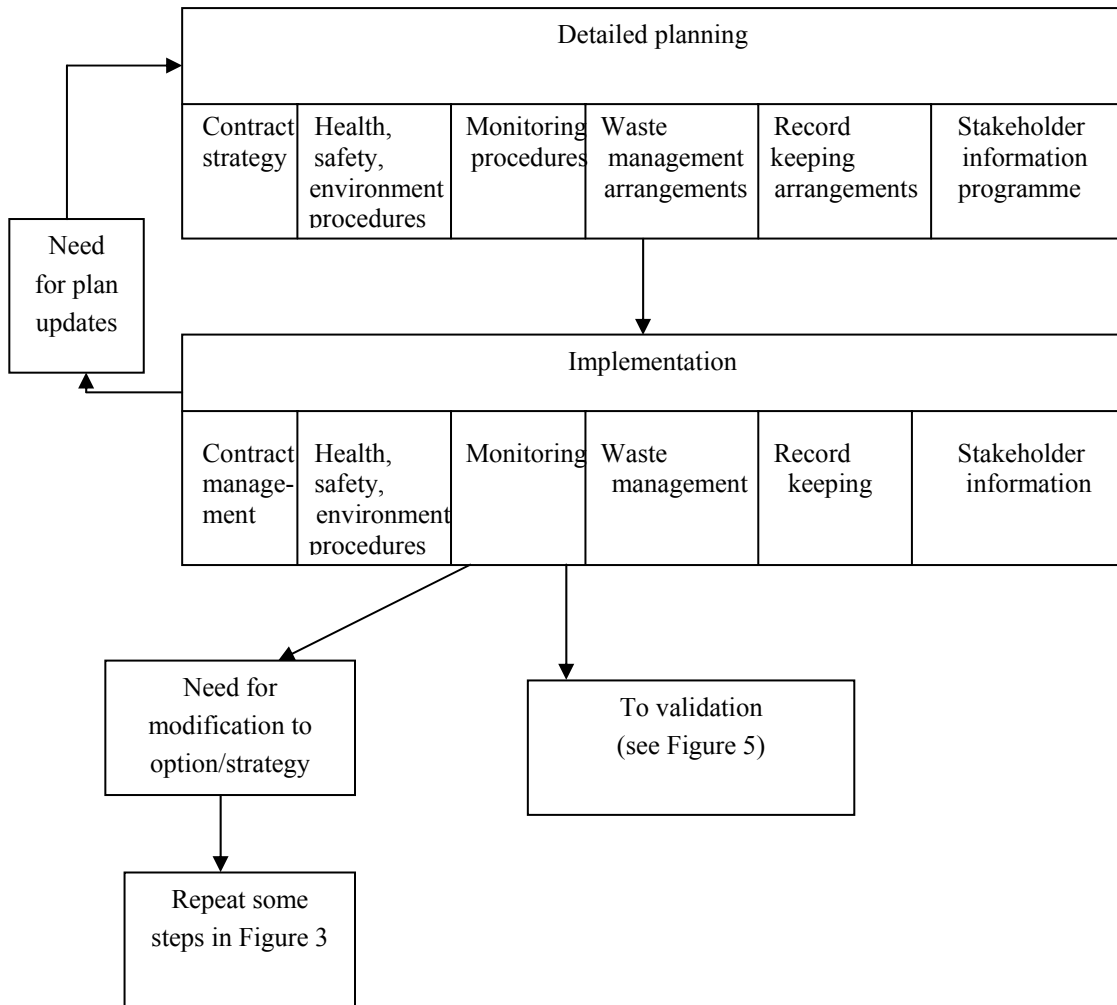 Detailed planning
Contract
strategy
Health,
safety,
environment
procedures
Monitoring
procedures
Waste
management
arrangements
Record
keeping
arrangements
Stakeholder
information
programme
Need
for plan
updates
Implementation
Contract
manage-
ment
Health,
safety,
environment
procedures
Monitoring
Waste
management
Record
keeping
Stakeholder
information
Need for
modification to
option/strategy
To validation
(see Figure 5)
Repeat some
steps in Figure 3